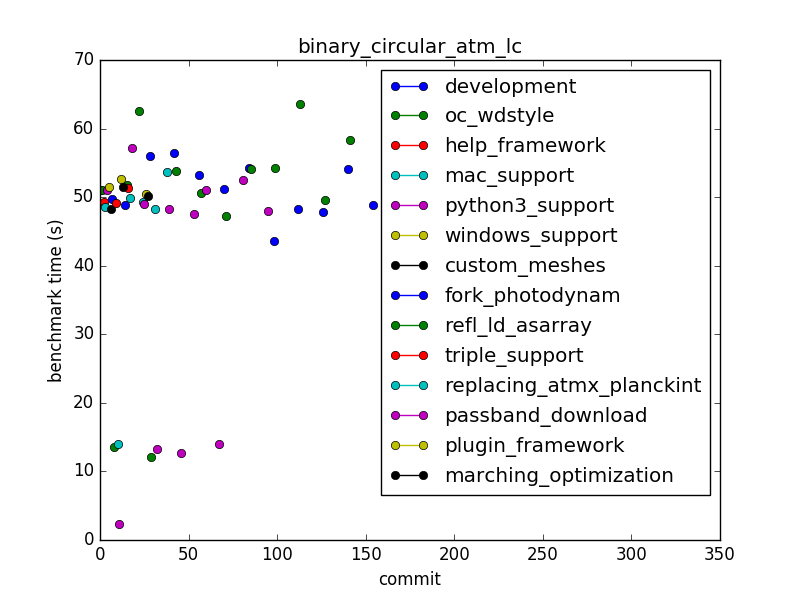 binary_circular_atm_lc
70
60
50
40
30
20
10
0
benchmark time (s)
development
oc_wdstyle
help_framework
mac_support
python3_support
windows_support
custom_meshes
fork_photodynam
refl_ld_asarray
triple_support
replacing_atmx_planckint
passband_download
plugin_framework
marching_optimization
0 50 100 150 200 250 300 350
commit